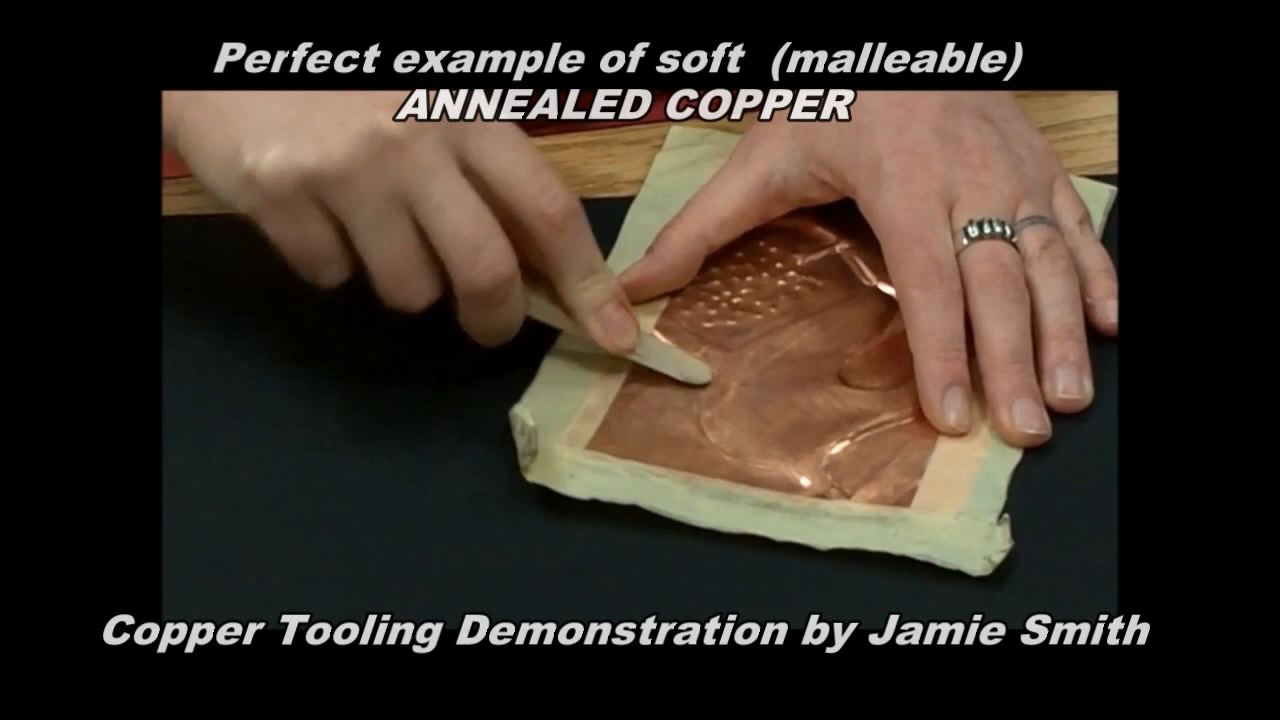 Perfect example of soft (malleable)
ANNEALED COPPER
Copper Tooling Demonstration by Jamie Smith